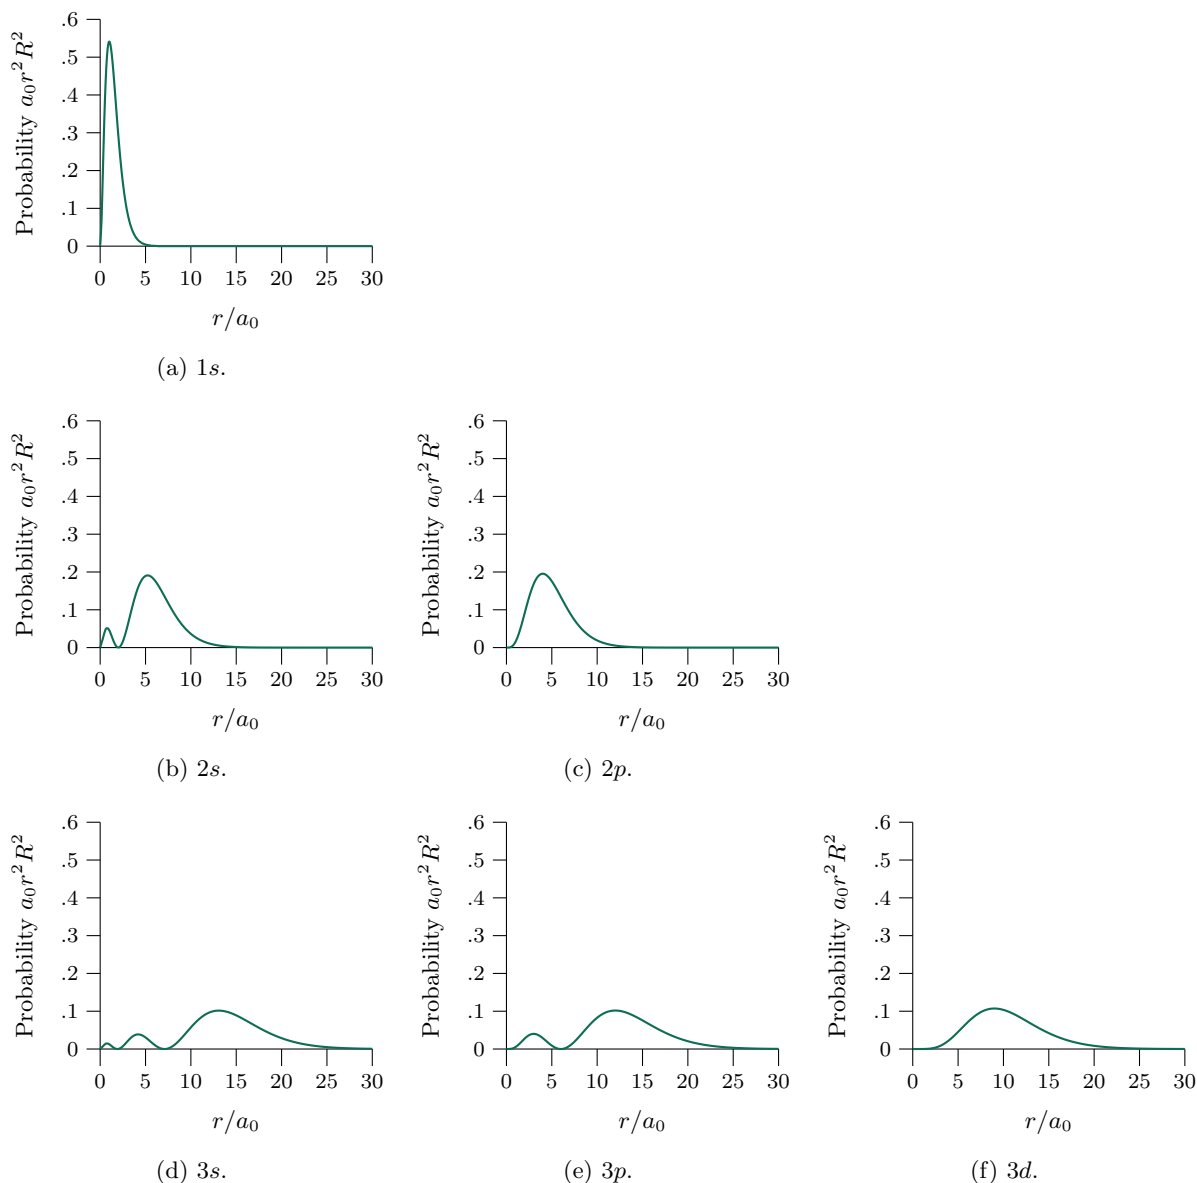 Probability a₀r²R²
.6
.5
.4
.3
.2
.1
0
0 5 10 15 20 25 30
r/a₀
(a) 1s.
Probability a₀r²R²
.6
.5
.4
.3
.2
.1
0
0 5 10 15 20 25 30
r/a₀
(b) 2s.
Probability a₀r²R²
.6
.5
.4
.3
.2
.1
0
0 5 10 15 20 25 30
r/a₀
(c) 2p.
Probability a₀r²R²
.6
.5
.4
.3
.2
.1
0
0 5 10 15 20 25 30
r/a₀
(d) 3s.
Probability a₀r²R²
.6
.5
.4
.3
.2
.1
0
0 5 10 15 20 25 30
r/a₀
(e) 3p.
Probability a₀r²R²
.6
.5
.4
.3
.2
.1
0
0 5 10 15 20 25 30
r/a₀
(f) 3d.